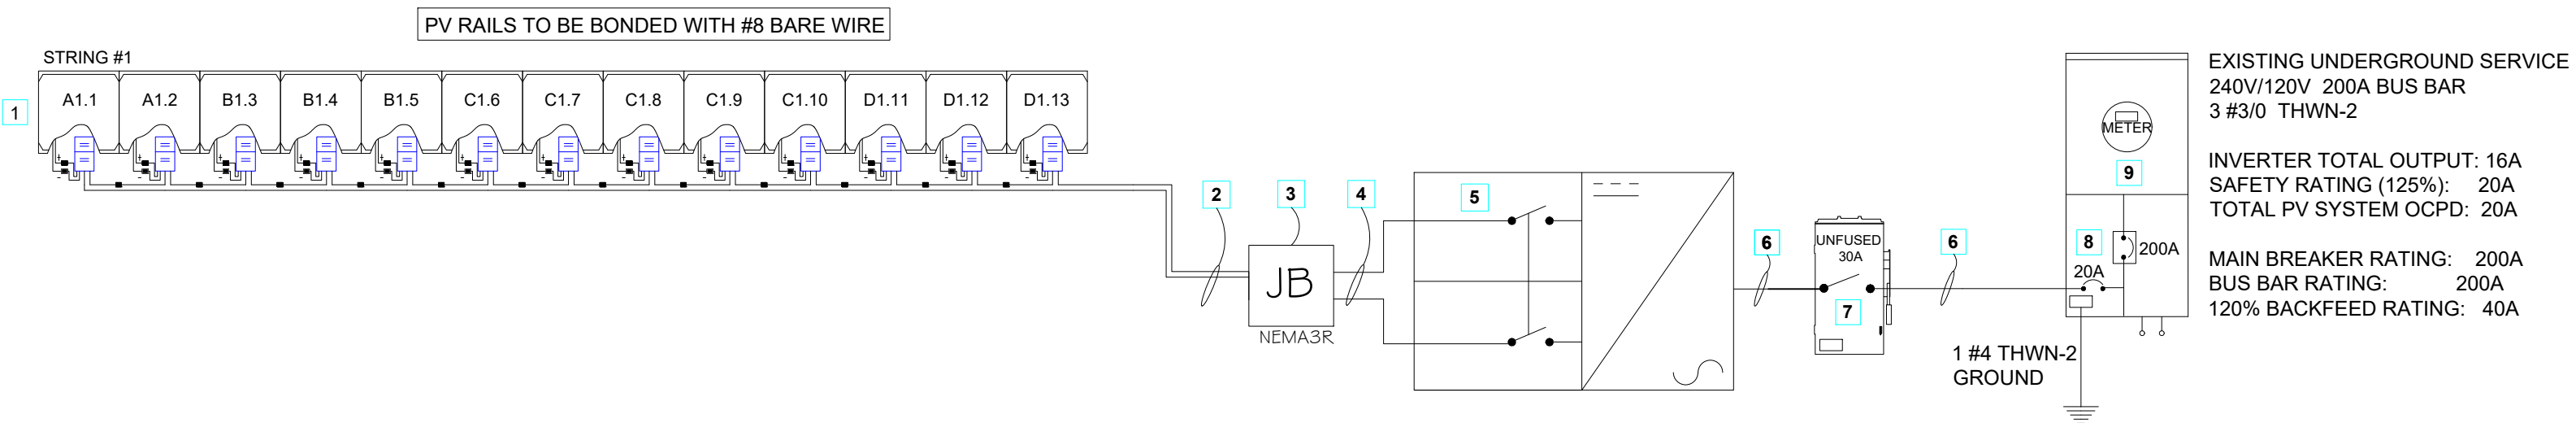 PV RAILS TO BE BONDED WITH #8 BARE WIRE
STRING #1
1
A1.1 A1.2 B1.3 B1.4 B1.5 C1.6 C1.7 C1.8 C1.9 C1.10 D1.11 D1.12 D1.13
2
3
4
JB
NEMA3R
5
6
UNFUSED
30A
7
6
METER
9
8
200A
20A
1 #4 THWN-2
GROUND
EXISTING UNDERGROUND SERVICE
240V/120V 200A BUS BAR
3 #3/0 THWN-2
INVERTER TOTAL OUTPUT: 16A
SAFETY RATING (125%): 20A
TOTAL PV SYSTEM OCPD: 20A
MAIN BREAKER RATING: 200A
BUS BAR RATING: 200A
120% BACKFEED RATING: 40A